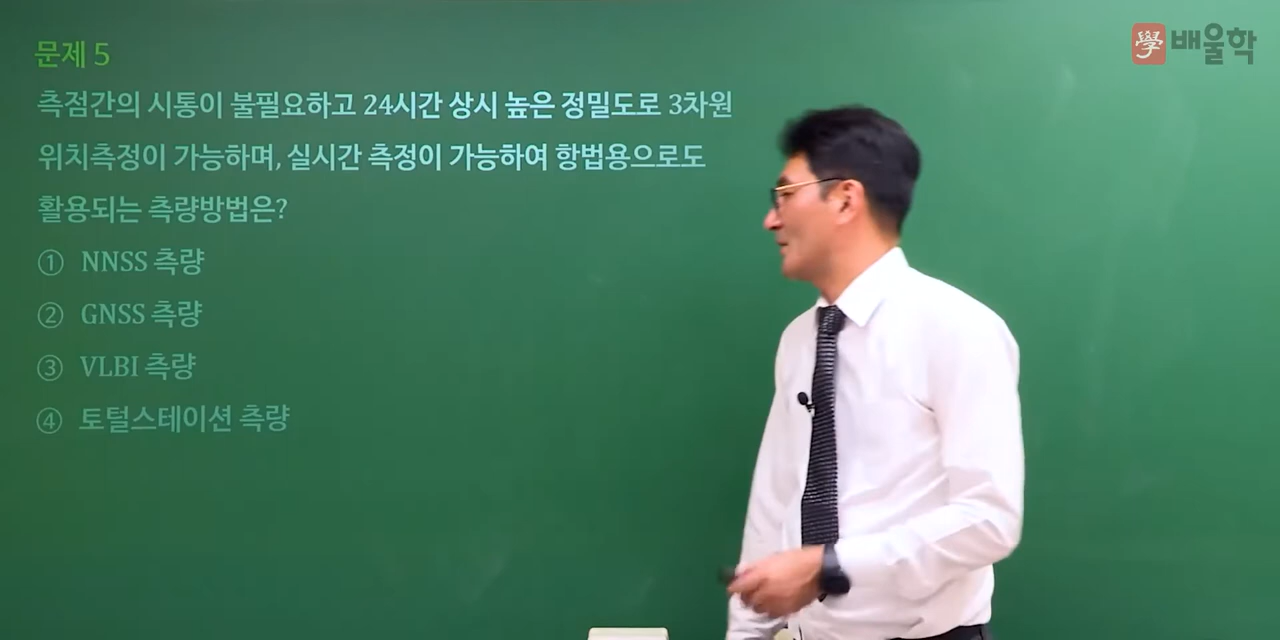 學 배울학
문제 5
측점간의 시통이 불필요하고 24시간 상시 높은 정밀도로 3차원
위치측정이 가능하며, 실시간 측정이 가능하여 항법용으로도
활용되는 측량방법은?
① NNSS 측량
② GNSS 측량
③ VLBI 측량
④ 토털스테이션 측량